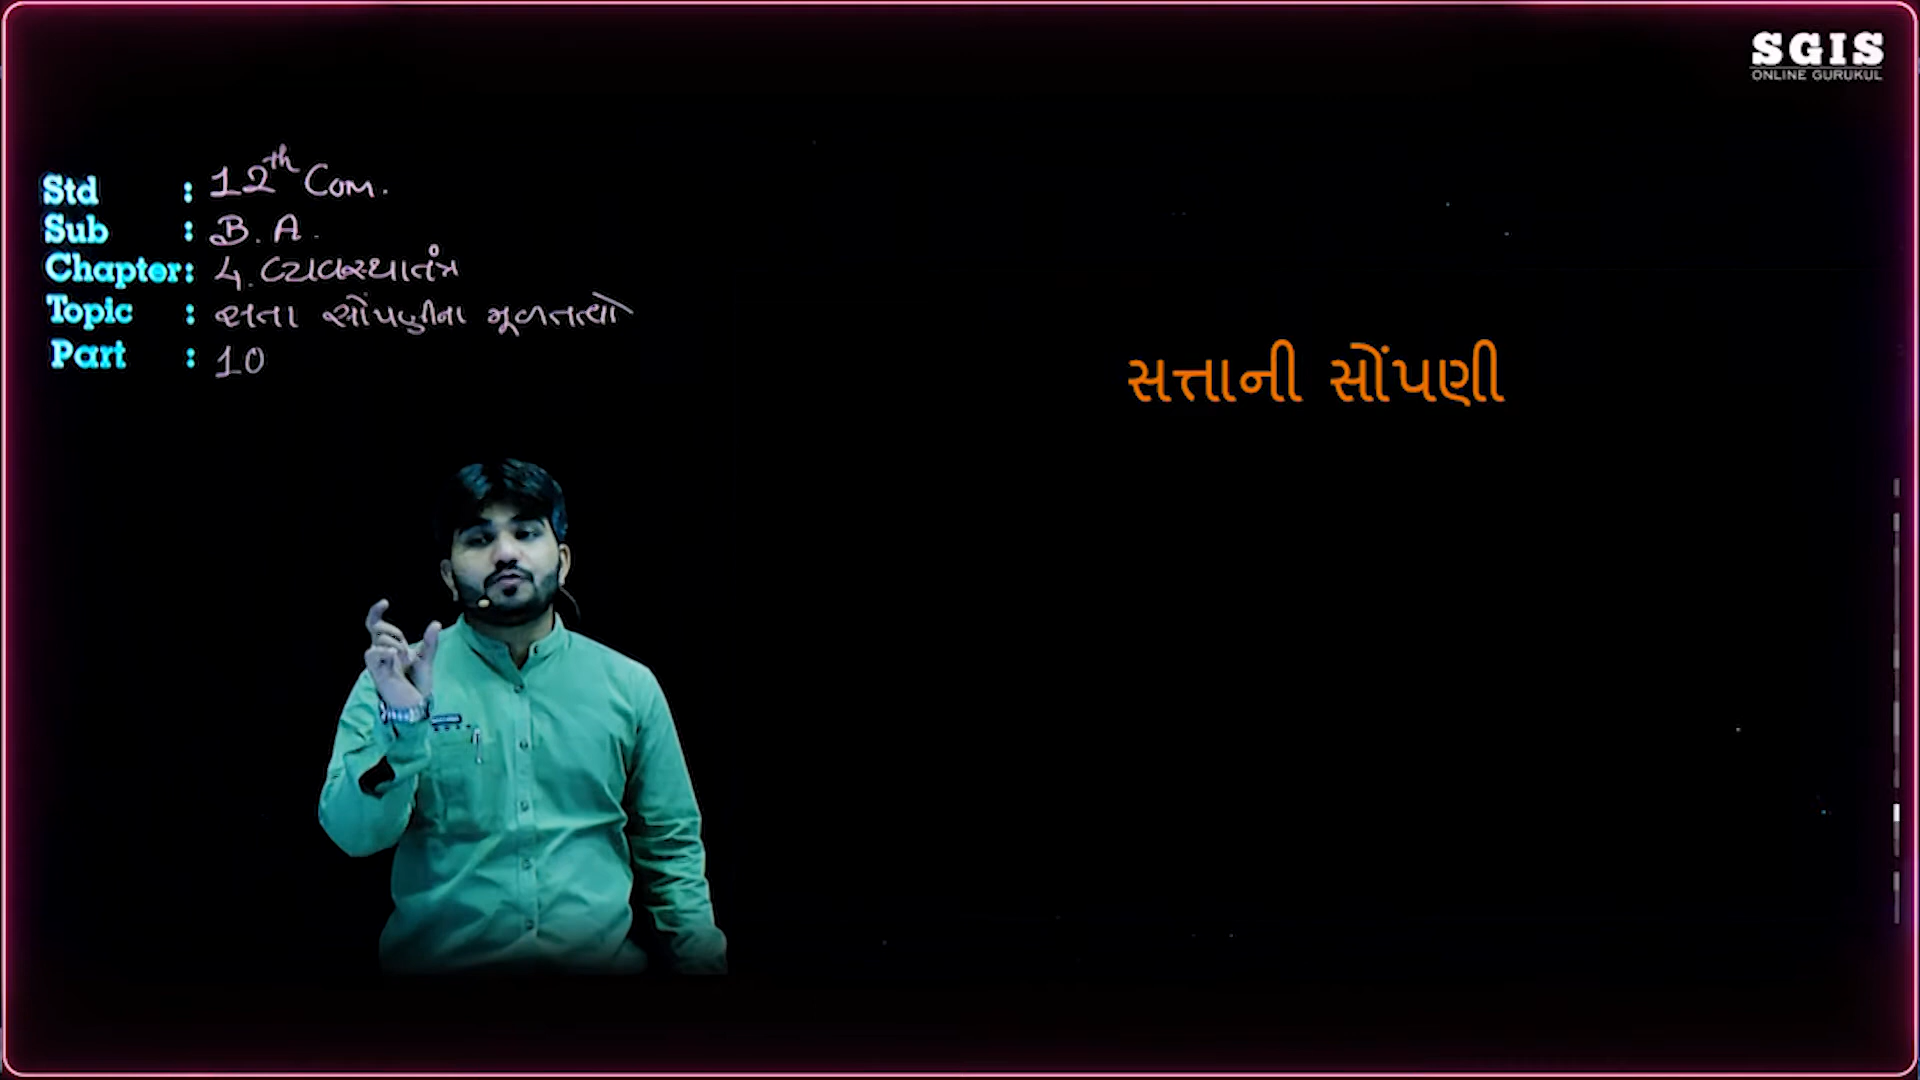 SGIS
ONLINE GURUKUL
Std : 12th Com.
Sub : B. A.
Chapter : 4. વ્યવસ્થાતંત્ર
Topic : સતા સોંપણીના મૂળતત્વો
Part : 10
સત્તાની સોંપણી